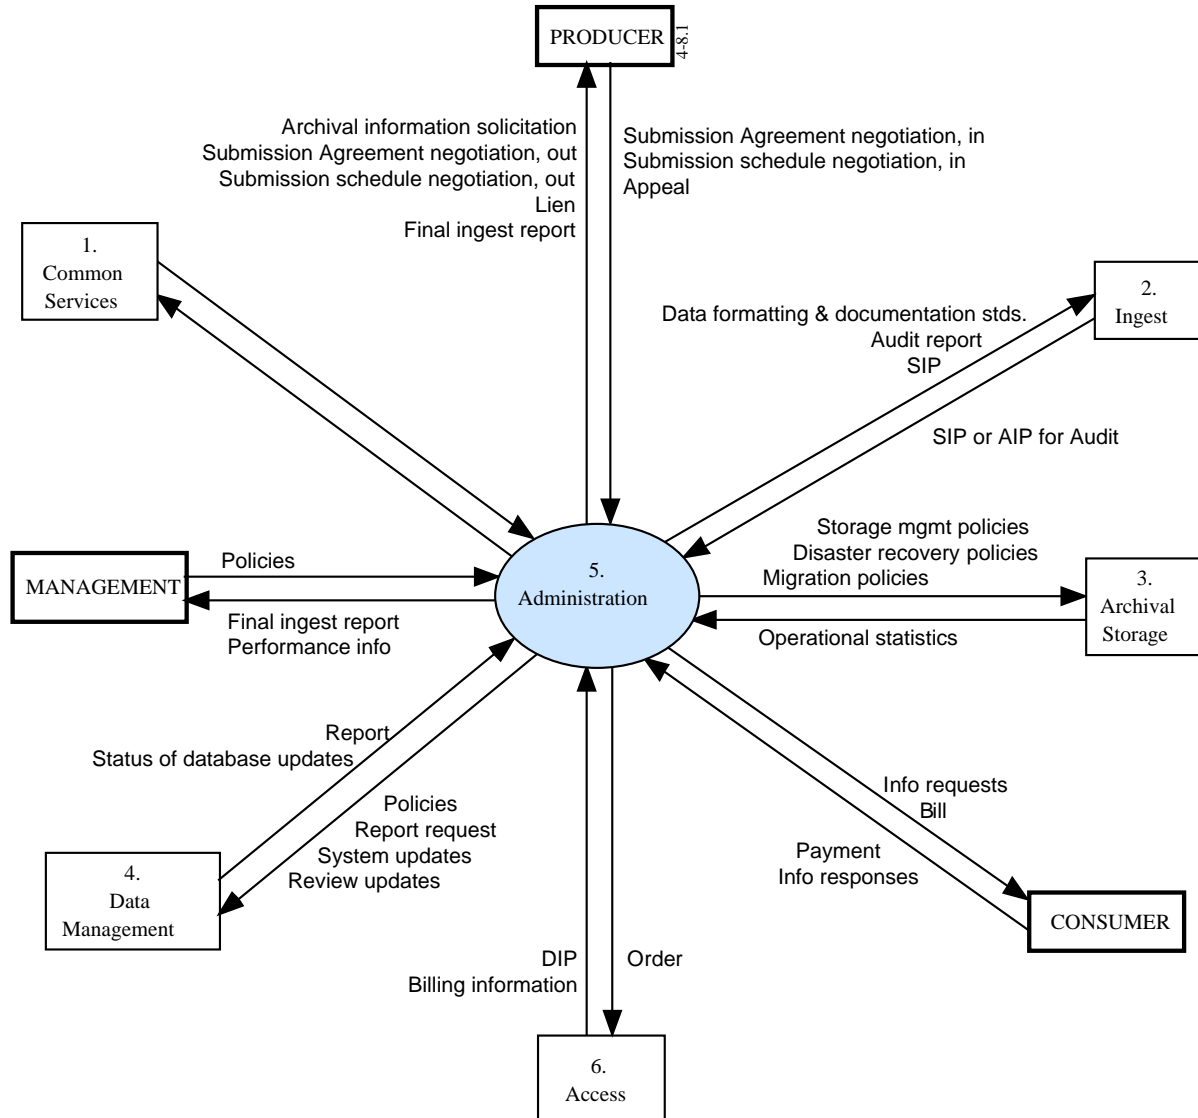 PRODUCER
4-8.1
Archival information solicitation
Submission Agreement negotiation, out
Submission schedule negotiation, out
Lien
Final ingest report
Submission Agreement negotiation, in
Submission schedule negotiation, in
Appeal
1.
Common
Services
2.
Ingest
Data formatting & documentation stds.
Audit report
SIP
SIP or AIP for Audit
MANAGEMENT
Policies
Final ingest report
Performance info
5.
Administration
Storage mgmt policies
Disaster recovery policies
Migration policies
Operational statistics
3.
Archival
Storage
Report
Status of database updates
Policies
Report request
System updates
Review updates
4.
Data
Management
Info requests
Bill
Payment
Info responses
CONSUMER
DIP
Billing information
Order
6.
Access